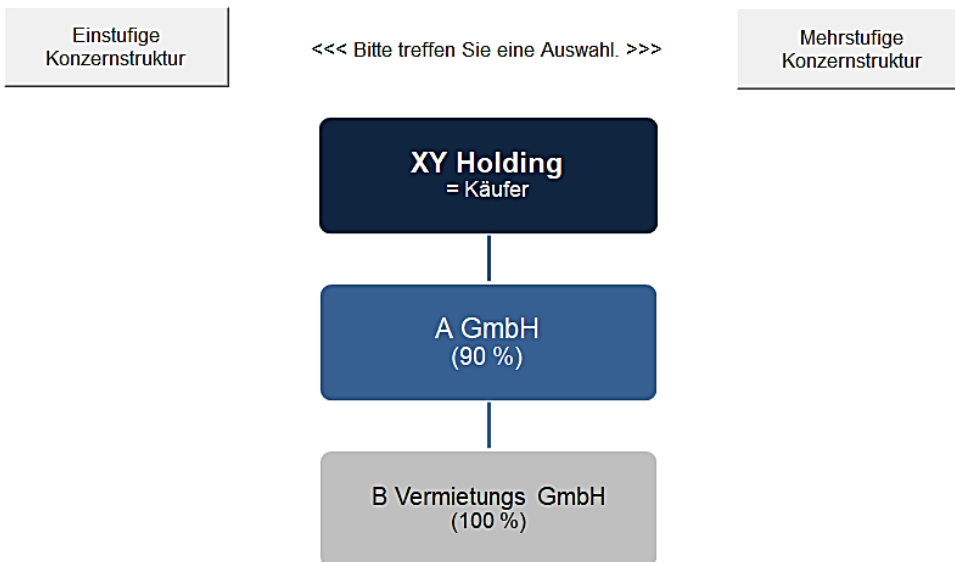 Einstufige
Konzernstruktur
<<< Bitte treffen Sie eine Auswahl. >>>
Mehrstufige
Konzernstruktur
XY Holding
= Käufer
A GmbH
(90 %)
B Vermietungs GmbH
(100 %)